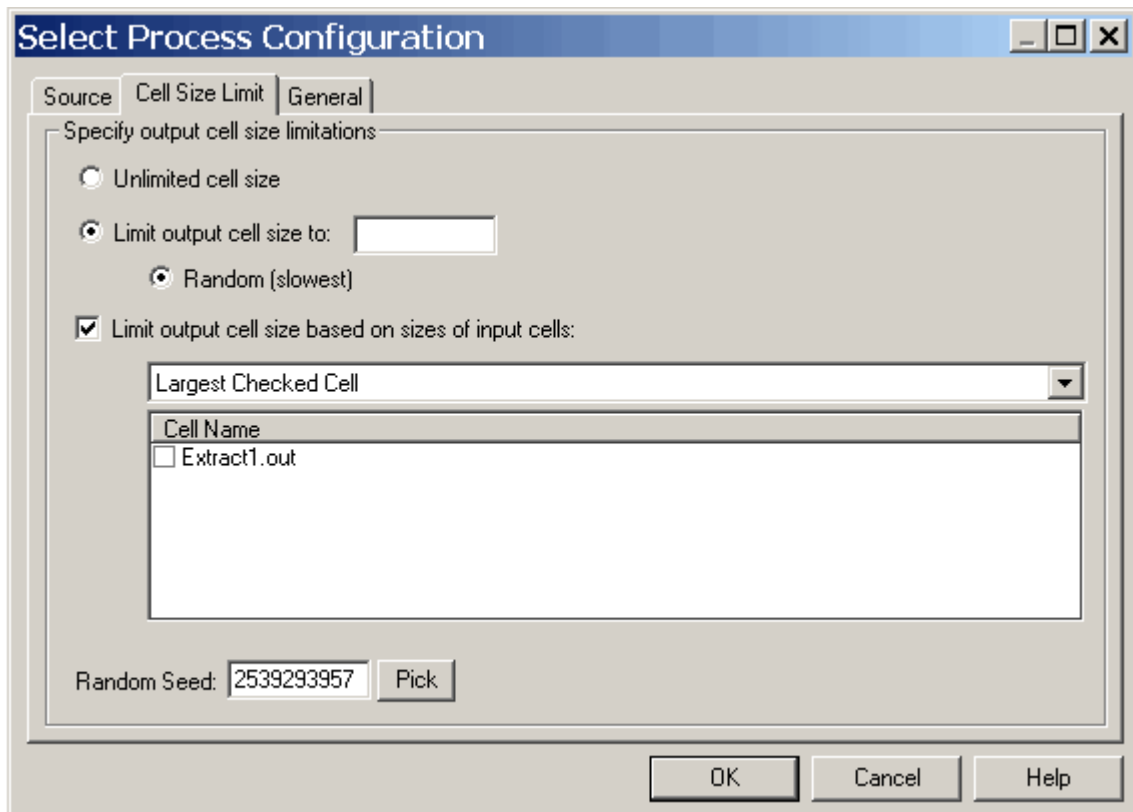 Select Process Configuration
Source Cell Size Limit General
Specify output cell size limitations
Unlimited cell size
Limit output cell size to:
Random (slowest)
Limit output cell size based on sizes of input cells:
Largest Checked Cell
Cell Name
Extract1.out
Random Seed: 2539293957 Pick
OK Cancel Help